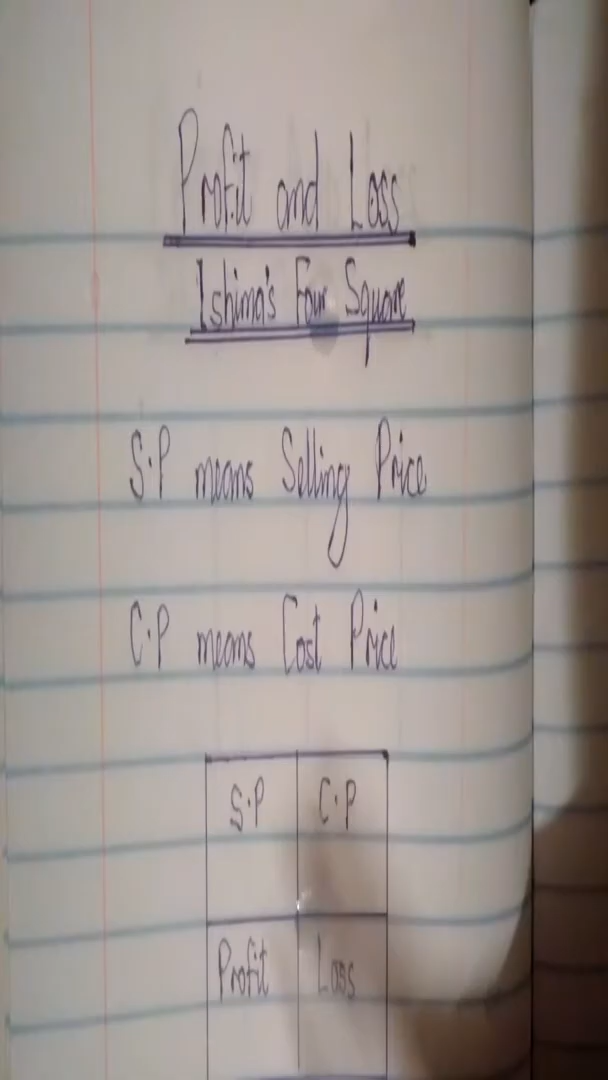 Profit and Loss
Ishima's Four Square
S.P means Selling Price
C.P means Cost Price
S.P C.P
Profit Loss